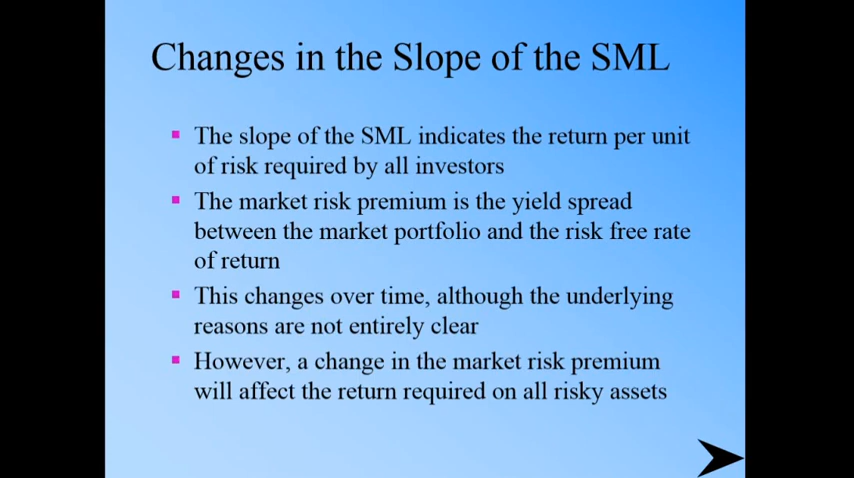 Changes in the Slope of the SML
The slope of the SML indicates the return per unit
of risk required by all investors
The market risk premium is the yield spread
between the market portfolio and the risk free rate
of return
This changes over time, although the underlying
reasons are not entirely clear
However, a change in the market risk premium
will affect the return required on all risky assets